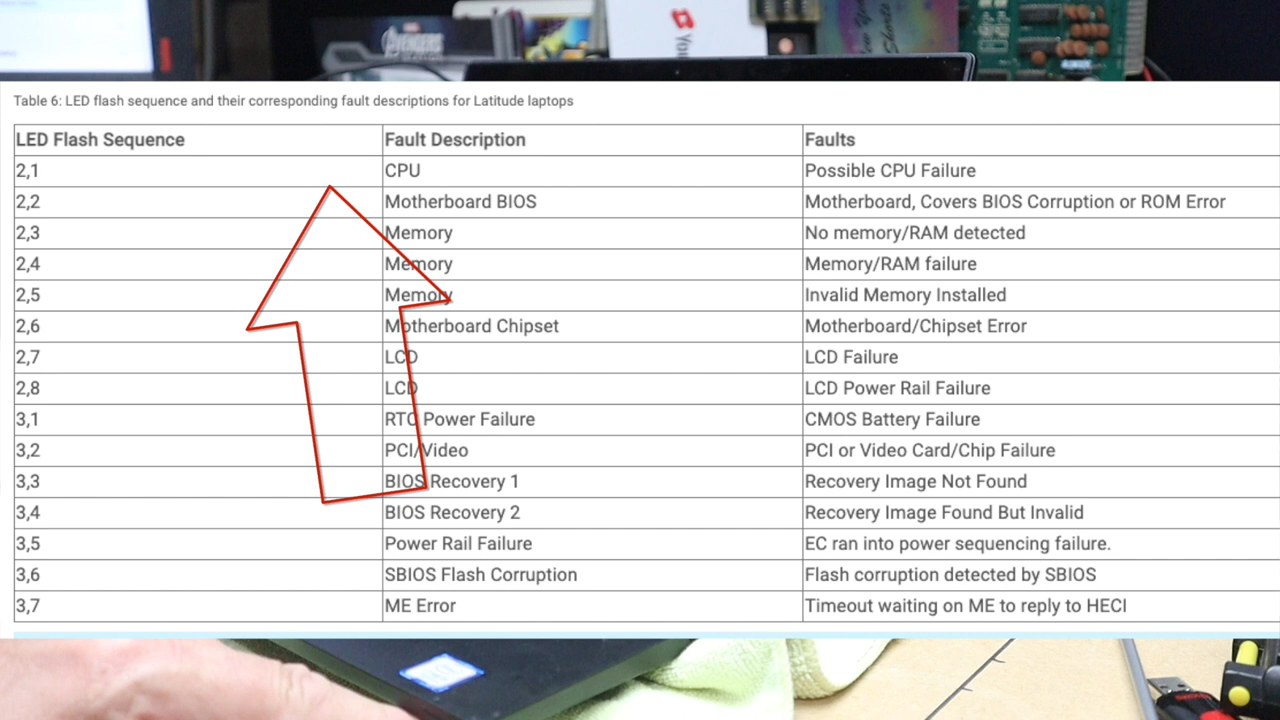 MARVEL
AVENGERS
You
Table 6: LED flash sequence and their corresponding fault descriptions for Latitude laptops
LED Flash Sequence Fault Description Faults
2,1 CPU Possible CPU Failure
2,2 Motherboard BIOS Motherboard, Covers BIOS Corruption or ROM Error
2,3 Memory No memory/RAM detected
2,4 Memory Memory/RAM failure
2,5 Memory Invalid Memory Installed
2,6 Motherboard Chipset Motherboard/Chipset Error
2,7 LCD LCD Failure
2,8 LCD LCD Power Rail Failure
3,1 RTC Power Failure CMOS Battery Failure
3,2 PCI/Video PCI or Video Card/Chip Failure
3,3 BIOS Recovery 1 Recovery Image Not Found
3,4 BIOS Recovery 2 Recovery Image Found But Invalid
3,5 Power Rail Failure EC ran into power sequencing failure.
3,6 SBIOS Flash Corruption Flash corruption detected by SBIOS
3,7 ME Error Timeout waiting on ME to reply to HECI